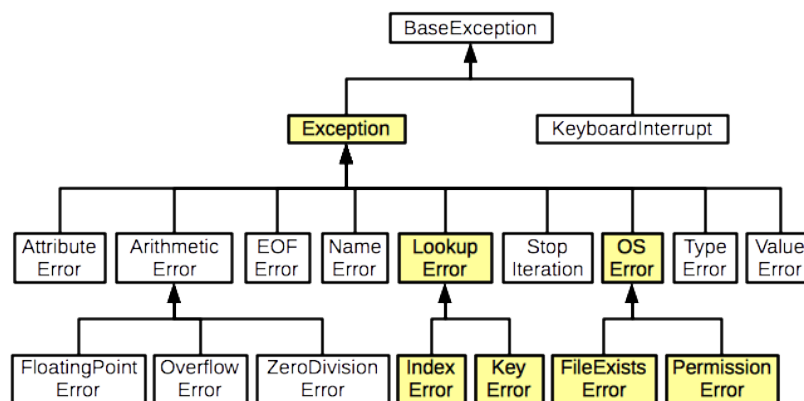 BaseException
Exception
KeyboardInterrupt
Attribute
Error
Arithmetic
Error
EOF
Error
Name
Error
Lookup
Error
Stop
Iteration
OS
Error
Type
Error
Value
Error
FloatingPoint
Error
Overflow
Error
ZeroDivision
Error
Index
Error
Key
Error
FileExists
Error
Permission
Error